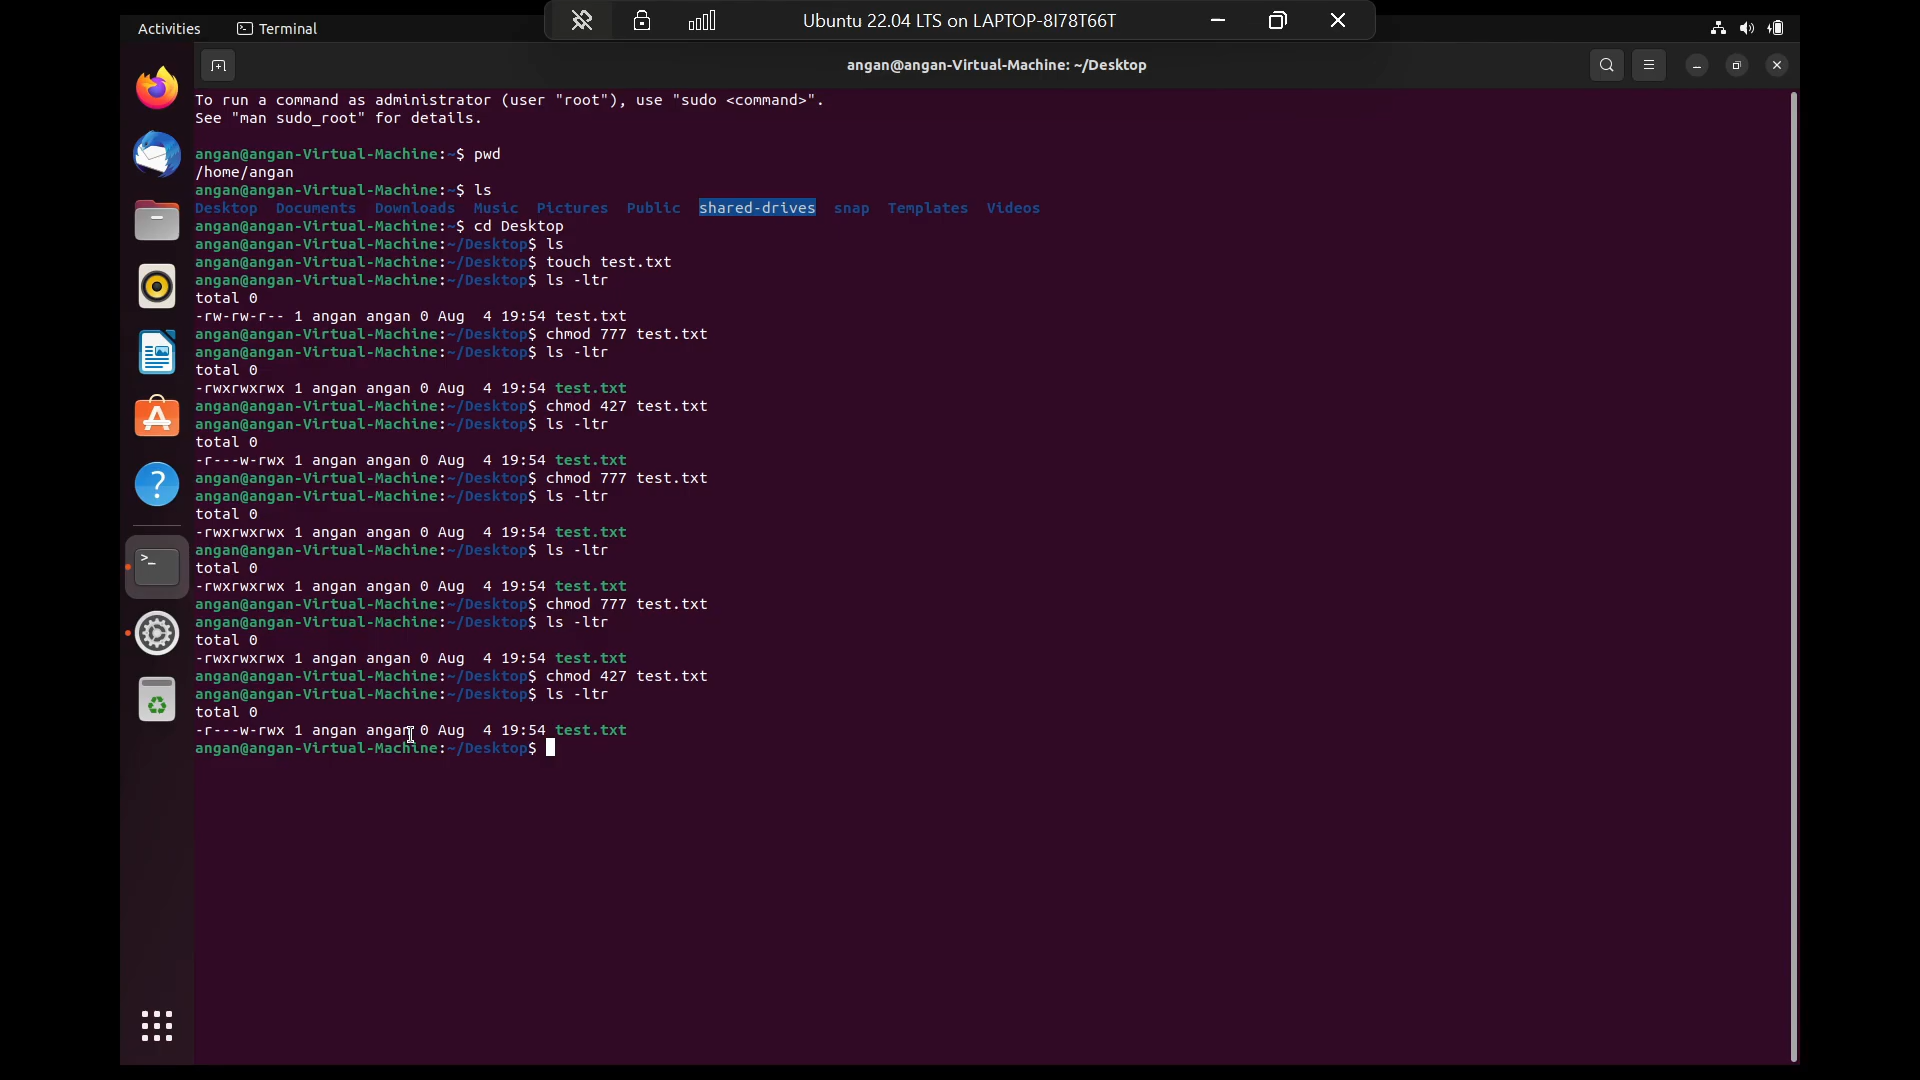 Ubuntu 22.04 LTS on LAPTOP-8I78T66T
Activities Terminal
angan@angan-Virtual-Machine: ~/Desktop
To run a command as administrator (user "root"), use "sudo <command>".
See "man sudo_root" for details.
angan@angan-Virtual-Machine:~$ pwd
/home/angan
angan@angan-Virtual-Machine:~$ ls
Desktop Documents Downloads Music Pictures Public shared-drives snap Templates Videos
angan@angan-Virtual-Machine:~$ cd Desktop
angan@angan-Virtual-Machine:~/Desktop$ ls
angan@angan-Virtual-Machine:~/Desktop$ touch test.txt
angan@angan-Virtual-Machine:~/Desktop$ ls -ltr
total 0
-rw-rw-r-- 1 angan angan 0 Aug  4 19:54 test.txt
angan@angan-Virtual-Machine:~/Desktop$ chmod 777 test.txt
angan@angan-Virtual-Machine:~/Desktop$ ls -ltr
total 0
-rwxrwxrwx 1 angan angan 0 Aug  4 19:54 test.txt
angan@angan-Virtual-Machine:~/Desktop$ chmod 427 test.txt
angan@angan-Virtual-Machine:~/Desktop$ ls -ltr
total 0
-r---w-rwx 1 angan angan 0 Aug  4 19:54 test.txt
angan@angan-Virtual-Machine:~/Desktop$ chmod 777 test.txt
angan@angan-Virtual-Machine:~/Desktop$ ls -ltr
total 0
-rwxrwxrwx 1 angan angan 0 Aug  4 19:54 test.txt
angan@angan-Virtual-Machine:~/Desktop$ ls -ltr
total 0
-rwxrwxrwx 1 angan angan 0 Aug  4 19:54 test.txt
angan@angan-Virtual-Machine:~/Desktop$ chmod 777 test.txt
angan@angan-Virtual-Machine:~/Desktop$ ls -ltr
total 0
-rwxrwxrwx 1 angan angan 0 Aug  4 19:54 test.txt
angan@angan-Virtual-Machine:~/Desktop$ chmod 427 test.txt
angan@angan-Virtual-Machine:~/Desktop$ ls -ltr
total 0
-r---w-rwx 1 angan angan 0 Aug  4 19:54 test.txt
angan@angan-Virtual-Machine:~/Desktop$